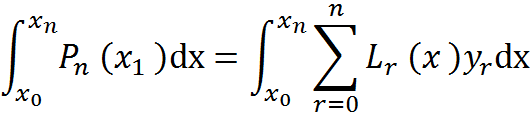 ∫_{x_0}^{x_n} P_n (x_1) dx = ∫_{x_0}^{x_n} ∑_{r=0}^{n} L_r (x) y_r dx